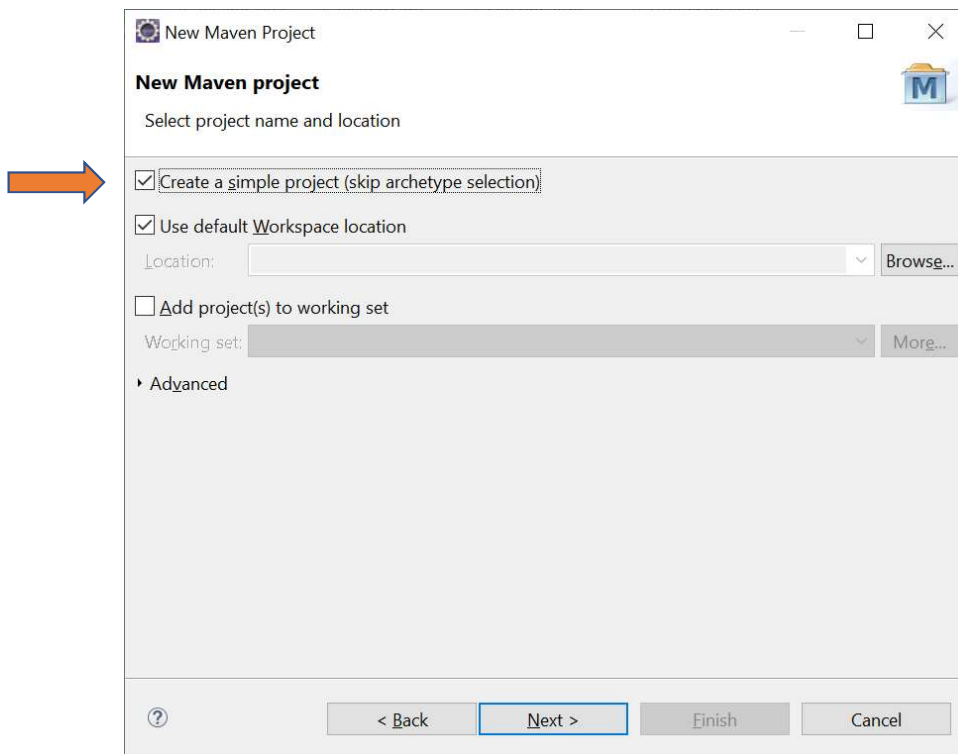 New Maven Project
New Maven project
M
Select project name and location
Create a simple project (skip archetype selection)
Use default Workspace location
Location:
Browse...
Add project(s) to working set
Working set:
More...
Advanced
?
< Back
Next >
Finish
Cancel